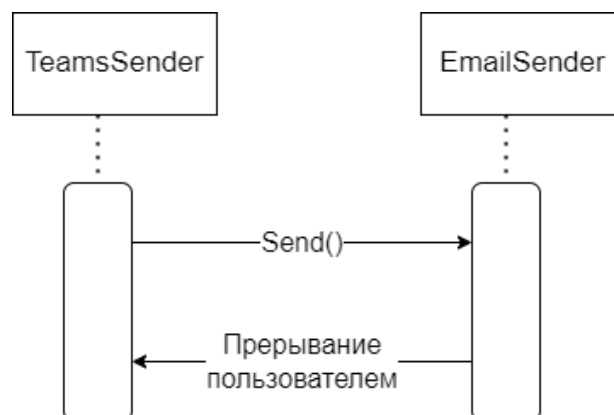 TeamsSender
EmailSender
Send()
Прерывание
пользователем